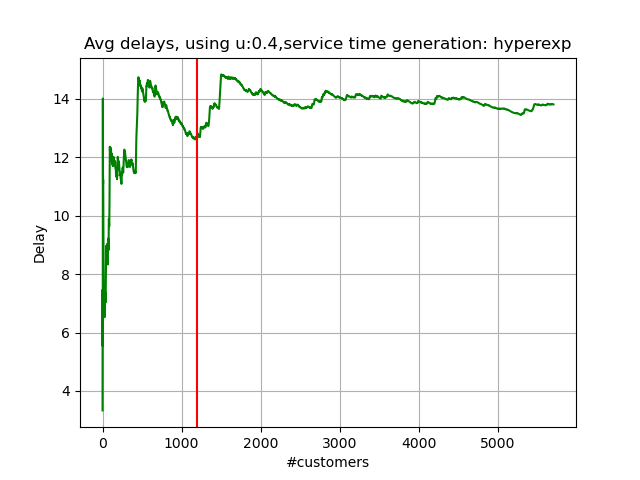 Avg delays, using u:0.4,service time generation: hyperexp
14
12
10
8
6
4
Delay
0 1000 2000 3000 4000 5000
#customers